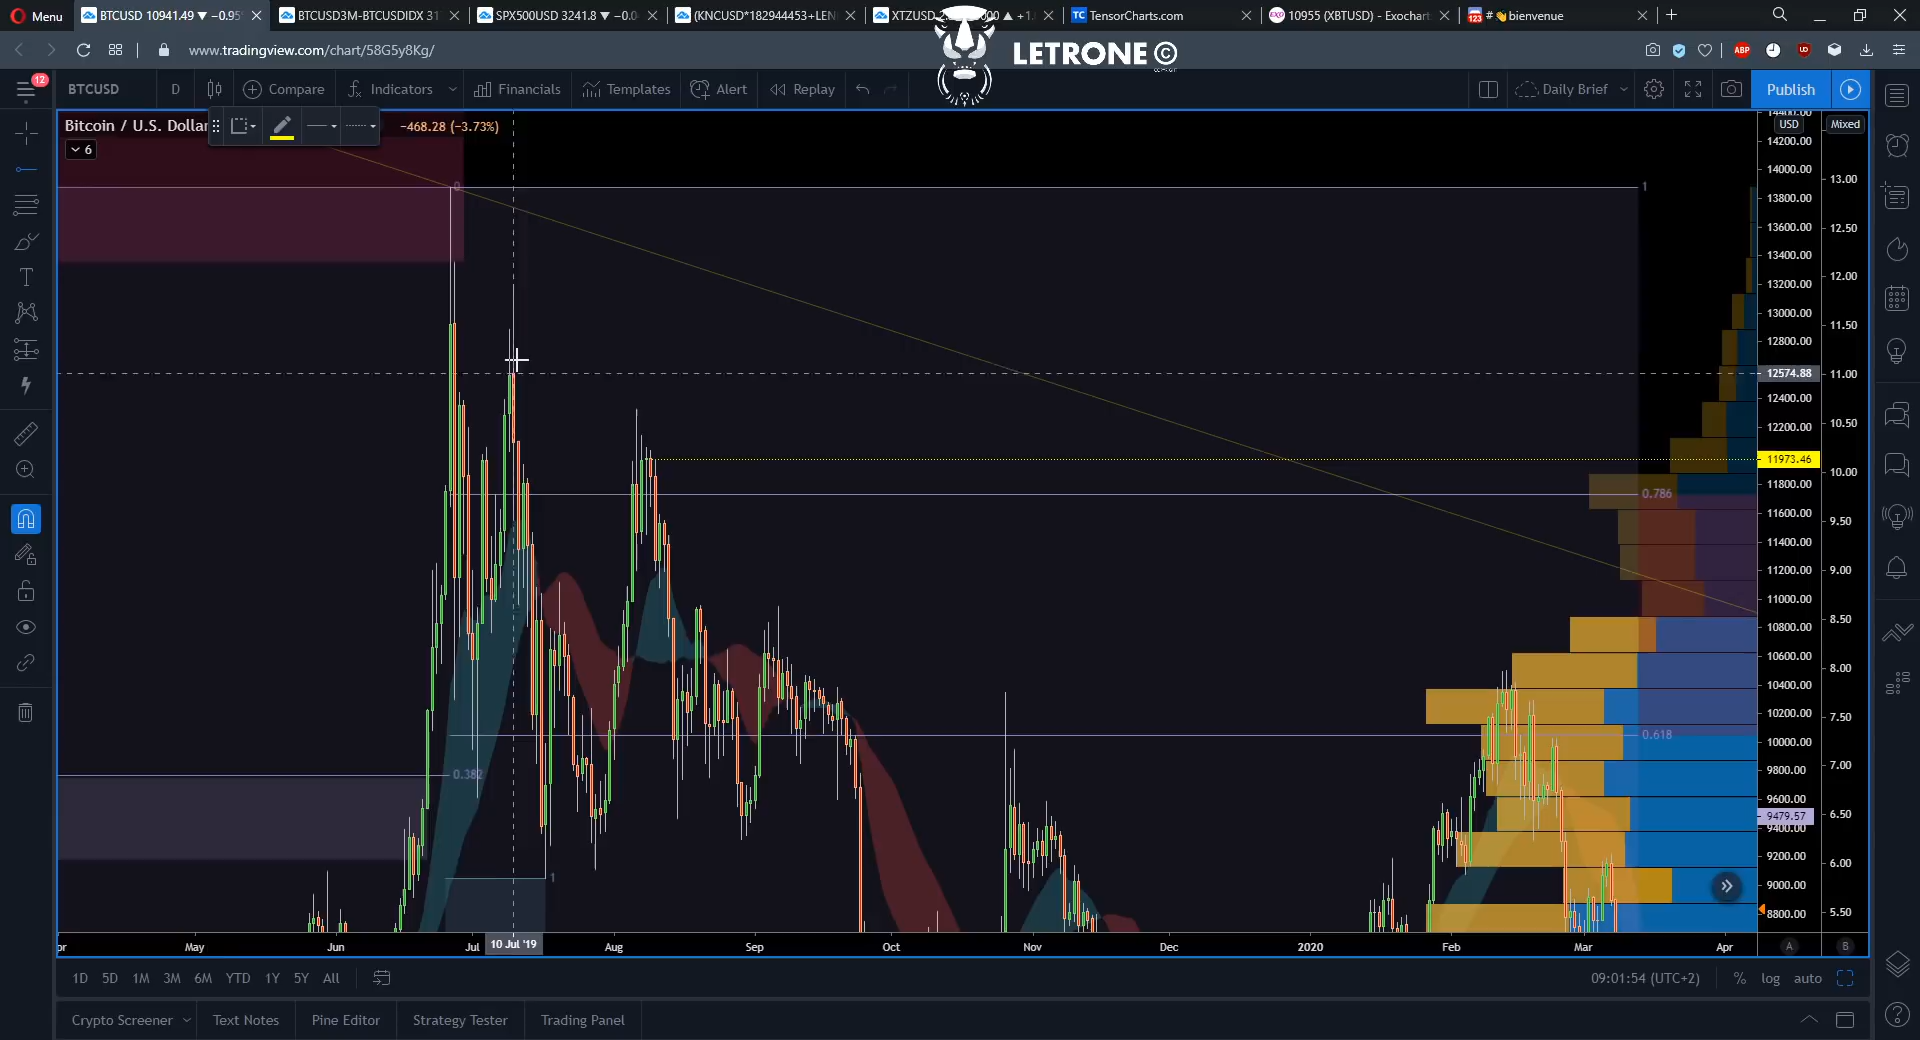 Menu
BTCUSD 10941.49 ▼ −0.95
BTCUSD3M-BTCUSDIDX 31
SPX500USD 3241.8 ▼ −0.
(KNCUSD*182944453+LEN
TensorCharts.com
10955 (XBTUSD) - Exochart
# 👋bienvenue
www.tradingview.com/chart/58G5y8Kg/
LETRONE ©
ABP
12
BTCUSD
D
Compare
Indicators
Financials
Templates
Alert
Replay
Daily Brief
Publish
Bitcoin / U.S. Dollar
−468.28 (−3.73%)
6
USD
Mixed
14400.00
14200.00
14000.00
13800.00
13600.00
13400.00
13200.00
13000.00
12800.00
12574.88
12400.00
12200.00
11973.46
11800.00
11600.00
11400.00
11200.00
11000.00
10800.00
10600.00
10400.00
10200.00
10000.00
9800.00
9600.00
9479.57
9400.00
9200.00
9000.00
8800.00
13.00
12.50
12.00
11.50
11.00
10.50
10.00
9.50
9.00
8.50
8.00
7.50
7.00
6.50
6.00
5.50
0
1
0.786
0.618
0.382
1
pr
May
Jun
Jul
10 Jul '19
Aug
Sep
Oct
Nov
Dec
2020
Feb
Mar
Apr
A
B
1D 5D 1M 3M 6M YTD 1Y 5Y All
09:01:54 (UTC+2)
% log auto
Crypto Screener
Text Notes
Pine Editor
Strategy Tester
Trading Panel